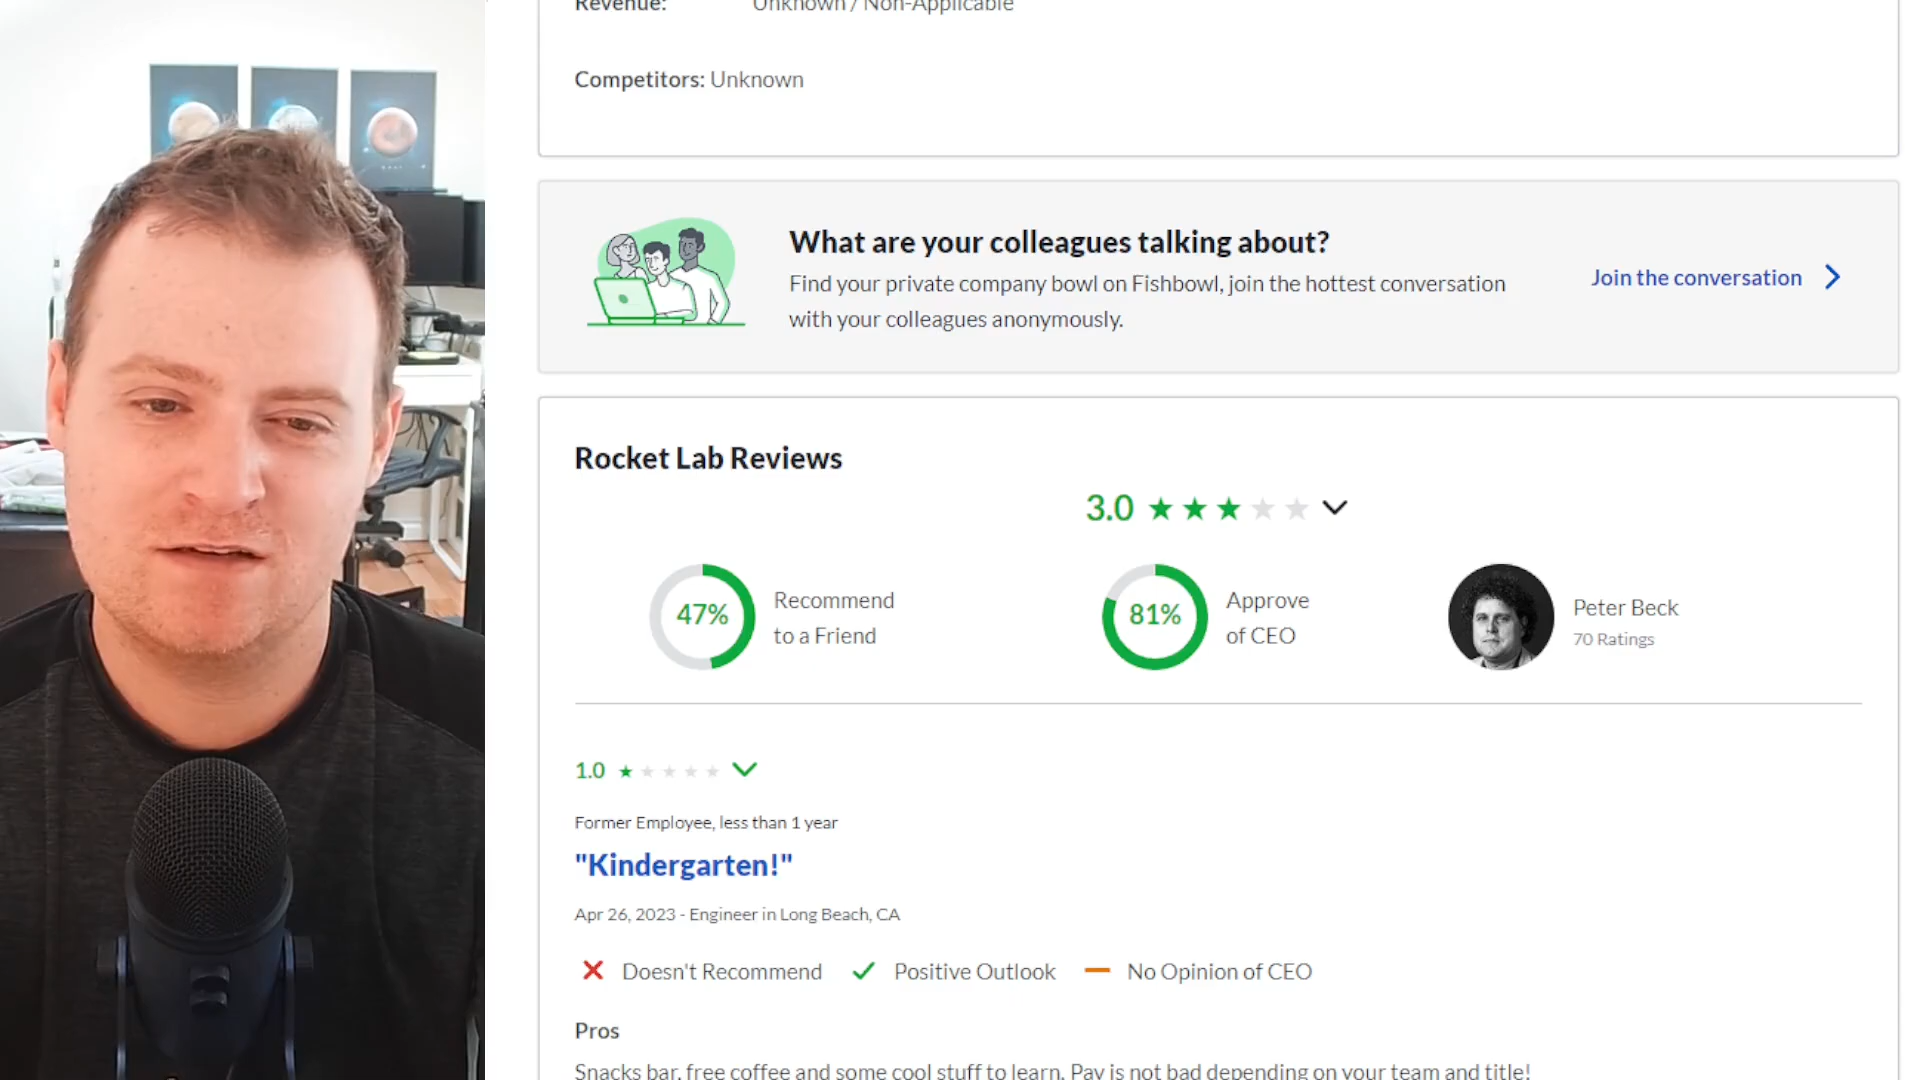 Revenue: Unknown / Non-Applicable
Competitors: Unknown
What are your colleagues talking about?
Find your private company bowl on Fishbowl, join the hottest conversation
with your colleagues anonymously.
Join the conversation
Rocket Lab Reviews
3.0
47%
Recommend
to a Friend
81%
Approve
of CEO
Peter Beck
70 Ratings
1.0
Former Employee, less than 1 year
"Kindergarten!"
Apr 26, 2023 - Engineer in Long Beach, CA
Doesn't Recommend
Positive Outlook
No Opinion of CEO
Pros
Snacks bar, free coffee and some cool stuff to learn. Pay is not bad depending on your team and title!